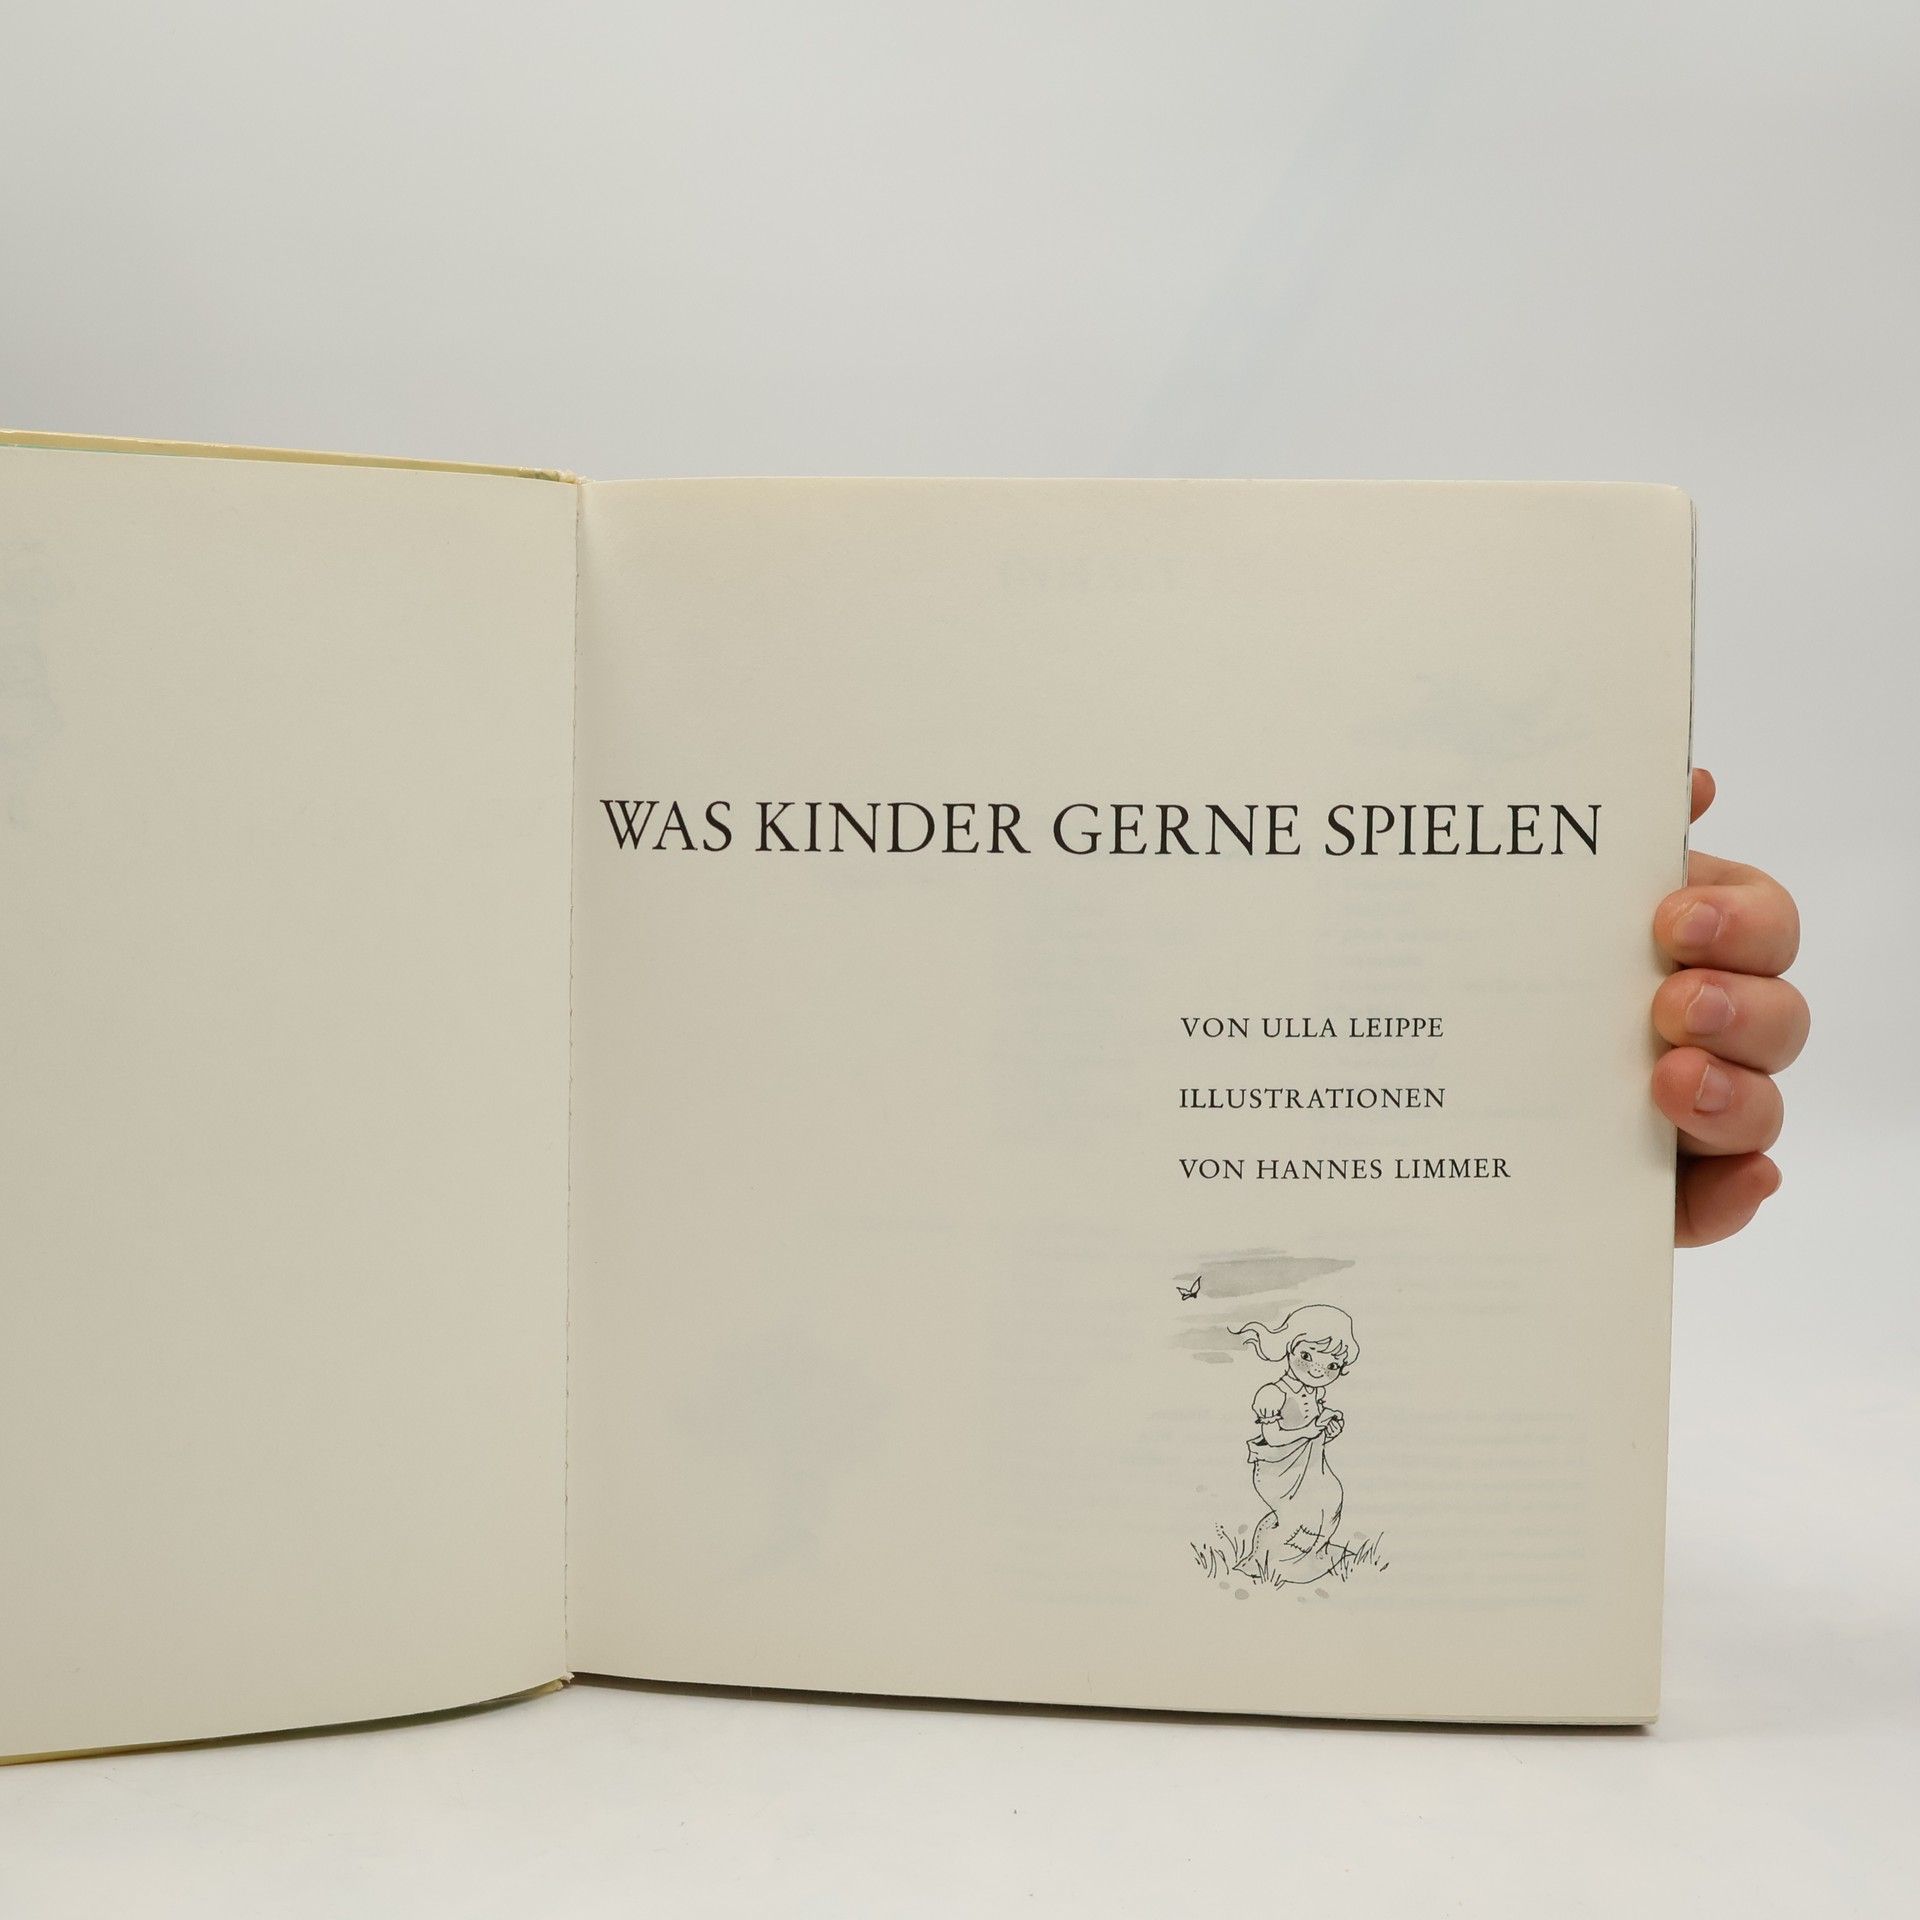 WAS KINDER GERNE SPIELEN
VON ULLA LEIPPE
ILLUSTRATIONEN
VON HANNES LIMMER